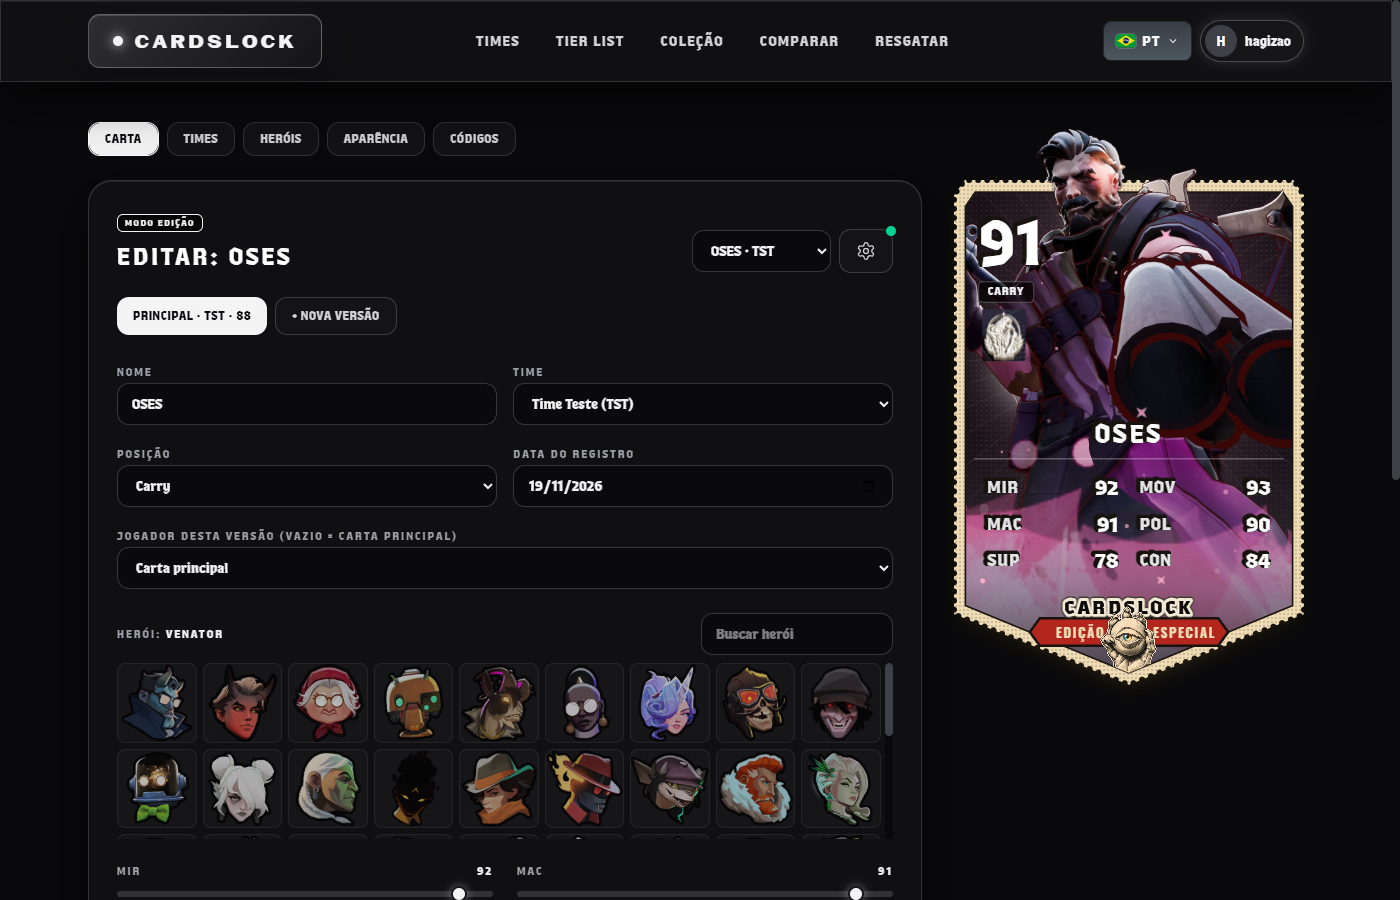 CARDSLOCK
TIMES
TIER LIST
COLEÇÃO
COMPARAR
RESGATAR
PT
H
hagizao
CARTA
TIMES
HERÓIS
APARÊNCIA
CÓDIGOS
MODO EDIÇÃO
EDITAR: OSES
OSES · TST
PRINCIPAL · TST · 88
+ NOVA VERSÃO
NOME
TIME
OSES
Time Teste (TST)
POSIÇÃO
DATA DO REGISTRO
Carry
19/11/2026
JOGADOR DESTA VERSÃO (VAZIO = CARTA PRINCIPAL)
Carta principal
HERÓI: VENATOR
Buscar herói
MIR 92
MAC 91
91
CARRY
OSES
MIR 92 MOV 93
MAC 91 POL 90
SUP 78 CON 84
CARDSLOCK
EDIÇÃO ESPECIAL